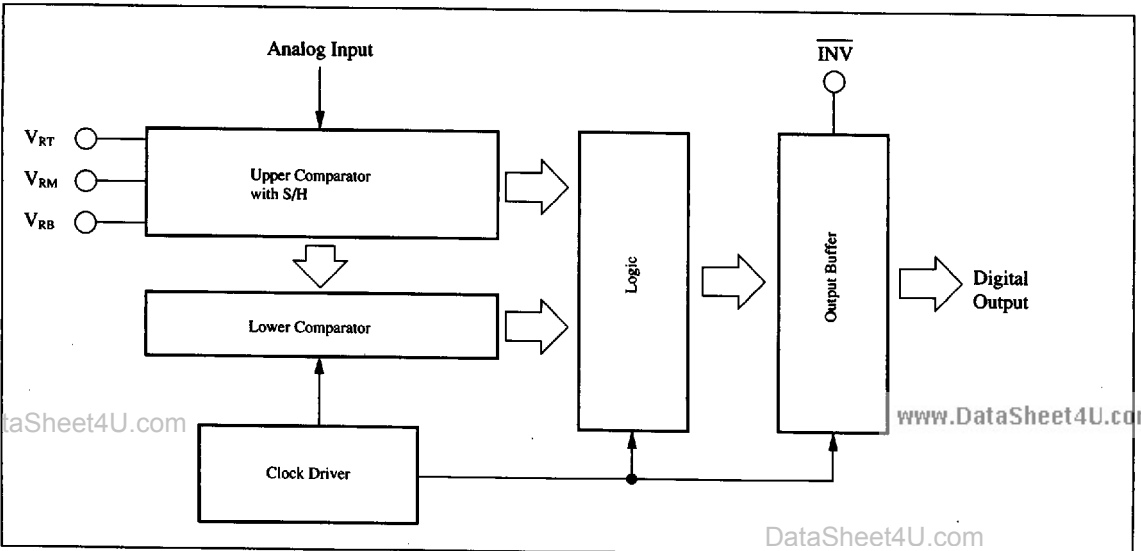 Analog Input
INV
V_RT
V_RM
V_RB
Upper Comparator
with S/H
Lower Comparator
Logic
Output Buffer
Digital
Output
Clock Driver
taSheet4U.com
www.DataSheet4U.com
DataSheet4U.com